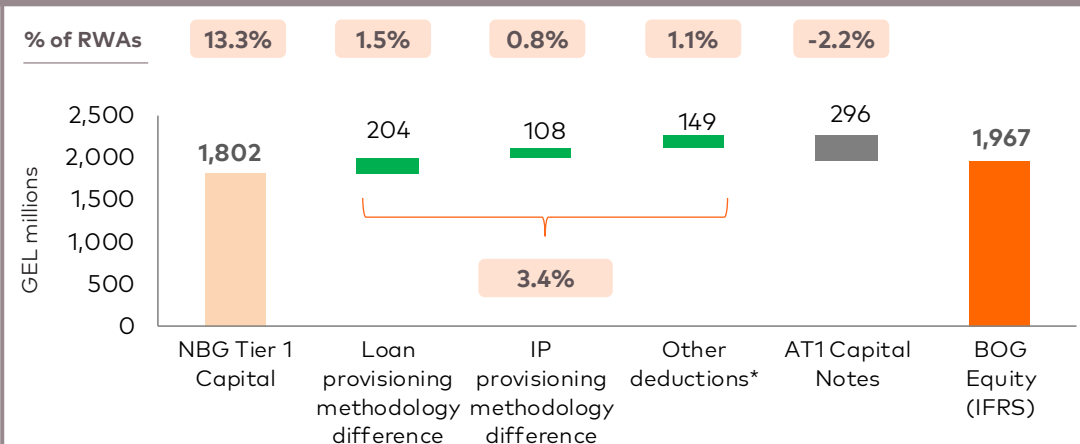 % of RWAs 13.3% 1.5% 0.8% 1.1% -2.2%
GEL millions
2,500
2,000
1,500
1,000
500
0
1,802
204
108
149
296
1,967
3.4%
NBG Tier 1
Capital
Loan
provisioning
methodology
difference
IP
provisioning
methodology
difference
Other
deductions*
AT1 Capital
Notes
BOG
Equity
(IFRS)